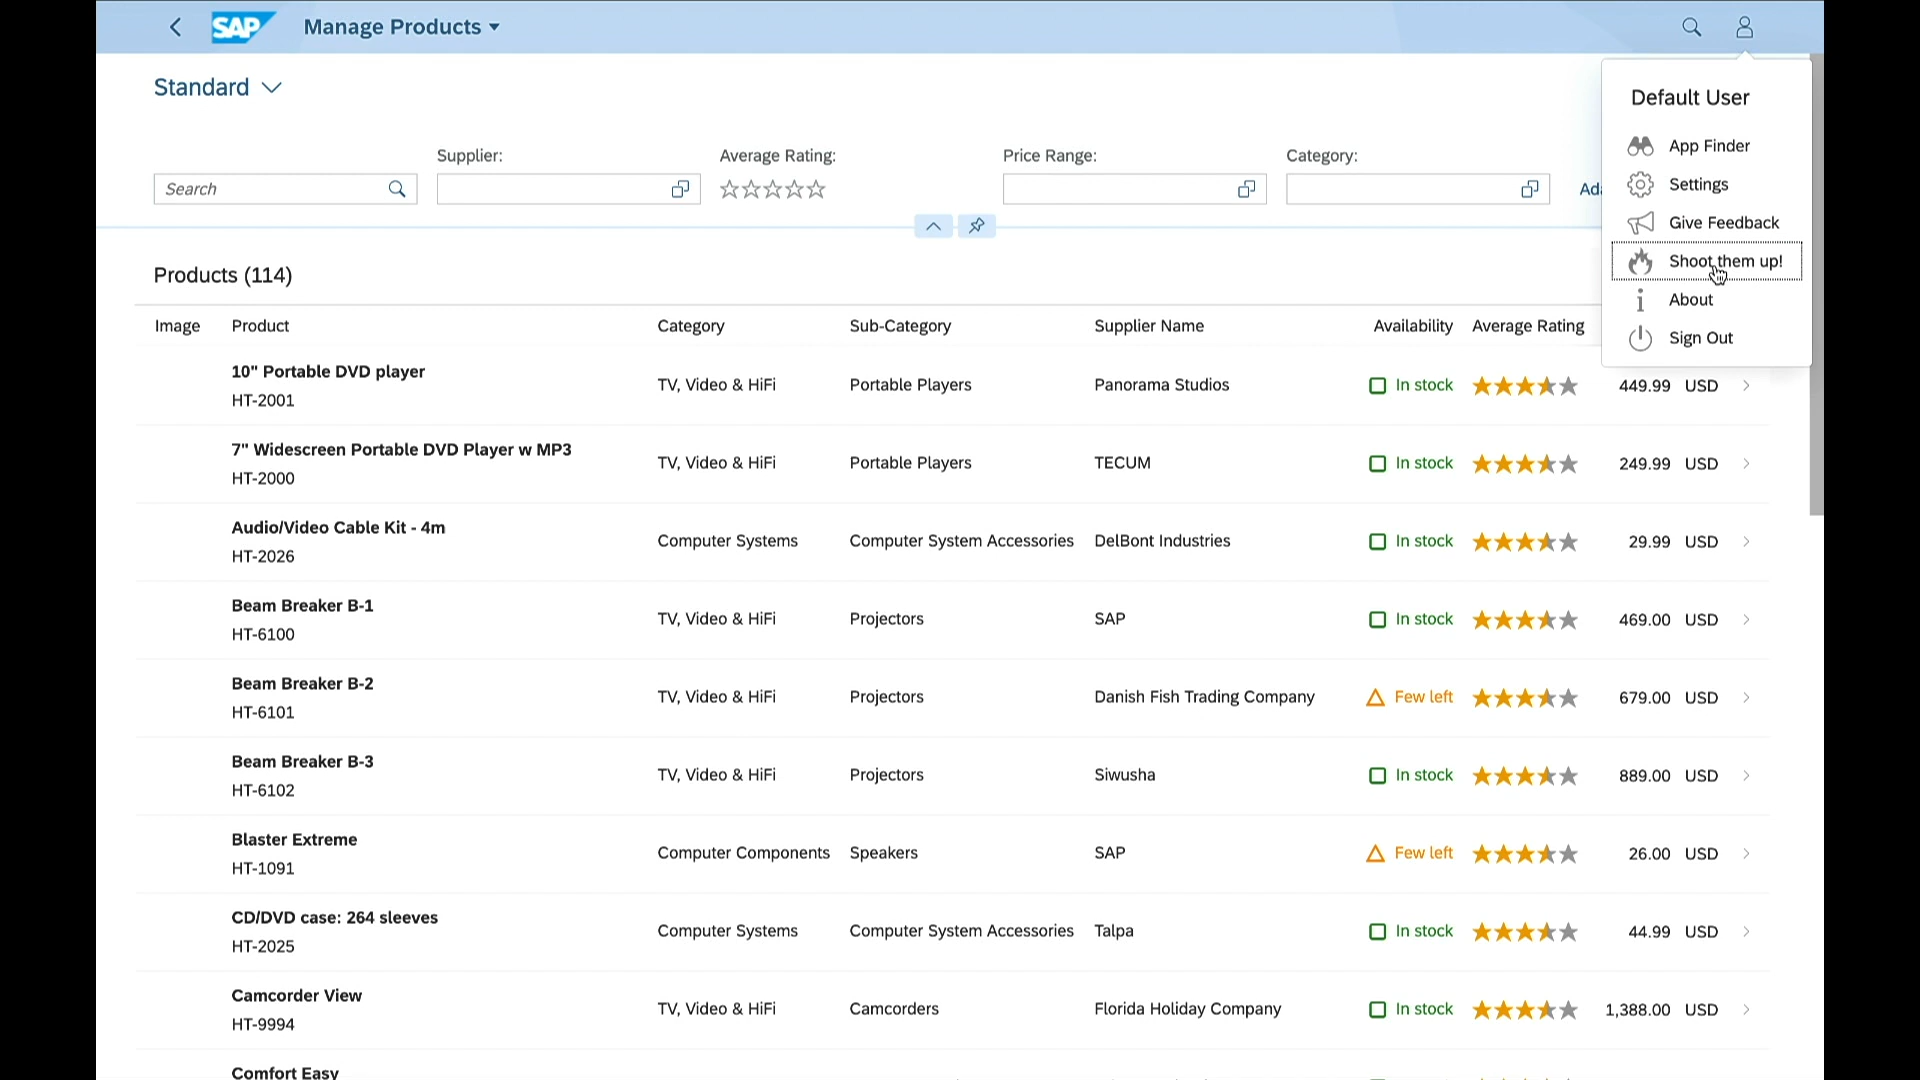 SAP Manage Products
Standard
Default User
App Finder
Settings
Give Feedback
Shoot them up!
About
Sign Out
Supplier: Average Rating: Price Range: Category:
Search
Products (114)
Image Product Category Sub-Category Supplier Name Availability Average Rating
10" Portable DVD player
HT-2001
TV, Video & HiFi Portable Players Panorama Studios In stock 449.99 USD
7" Widescreen Portable DVD Player w MP3
HT-2000
TV, Video & HiFi Portable Players TECUM In stock 249.99 USD
Audio/Video Cable Kit - 4m
HT-2026
Computer Systems Computer System Accessories DelBont Industries In stock 29.99 USD
Beam Breaker B-1
HT-6100
TV, Video & HiFi Projectors SAP In stock 469.00 USD
Beam Breaker B-2
HT-6101
TV, Video & HiFi Projectors Danish Fish Trading Company Few left 679.00 USD
Beam Breaker B-3
HT-6102
TV, Video & HiFi Projectors Siwusha In stock 889.00 USD
Blaster Extreme
HT-1091
Computer Components Speakers SAP Few left 26.00 USD
CD/DVD case: 264 sleeves
HT-2025
Computer Systems Computer System Accessories Talpa In stock 44.99 USD
Camcorder View
HT-9994
TV, Video & HiFi Camcorders Florida Holiday Company In stock 1,388.00 USD
Comfort Easy